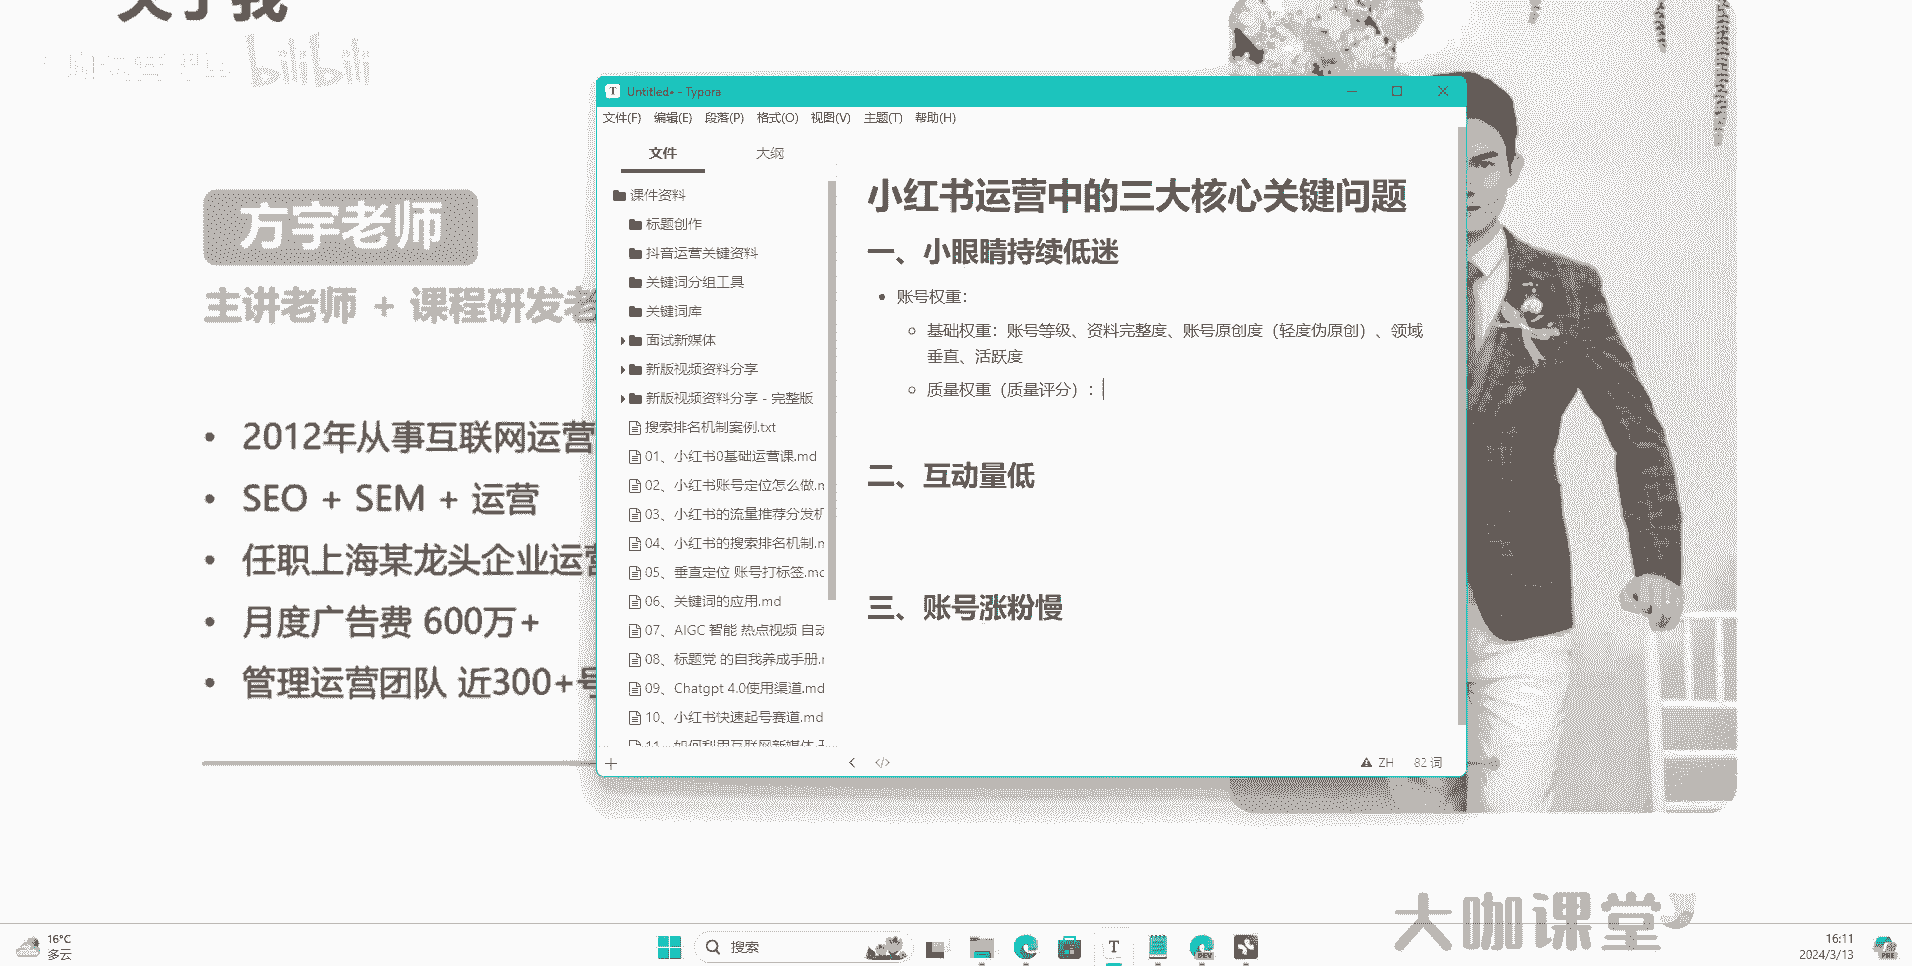 关于我
bilibili
方宇老师
主讲老师 + 课程研发老
• 2012年从事互联网运营
• SEO + SEM + 运营
• 任职上海某龙头企业运营
• 月度广告费 600万+
• 管理运营团队 近300+号
Untitled• - Typora
文件(F) 编辑(E) 段落(P) 格式(O) 视图(V) 主题(T) 帮助(H)
文件 大纲
课件资料
标题创作
抖音运营关键资料
关键词分组工具
关键词库
面试新媒体
新版视频资料分享
新版视频资料分享 - 完整版
搜索排名机制案例.txt
01、小红书0基础运营课.md
02、小红书账号定位怎么做.m
03、小红书的流量推荐分发机
04、小红书的搜索排名机制.m
05、垂直定位 账号打标签.md
06、关键词的应用.md
07、AIGC 智能 热点视频 自动
08、标题党 的自我养成手册.m
09、Chatgpt 4.0使用渠道.md
10、小红书快速起号赛道.md
11、如何利用互联网新媒体
小红书运营中的三大核心关键问题
一、小眼睛持续低迷
• 账号权重：
○ 基础权重：账号等级、资料完整度、账号原创度（轻度伪原创）、领域
垂直、活跃度
○ 质量权重（质量评分）：
二、互动量低
三、账号涨粉慢
ZH 82 词
大咖课堂
16°C
多云
搜索
T
DEV
16:11
2024/3/13
PRE